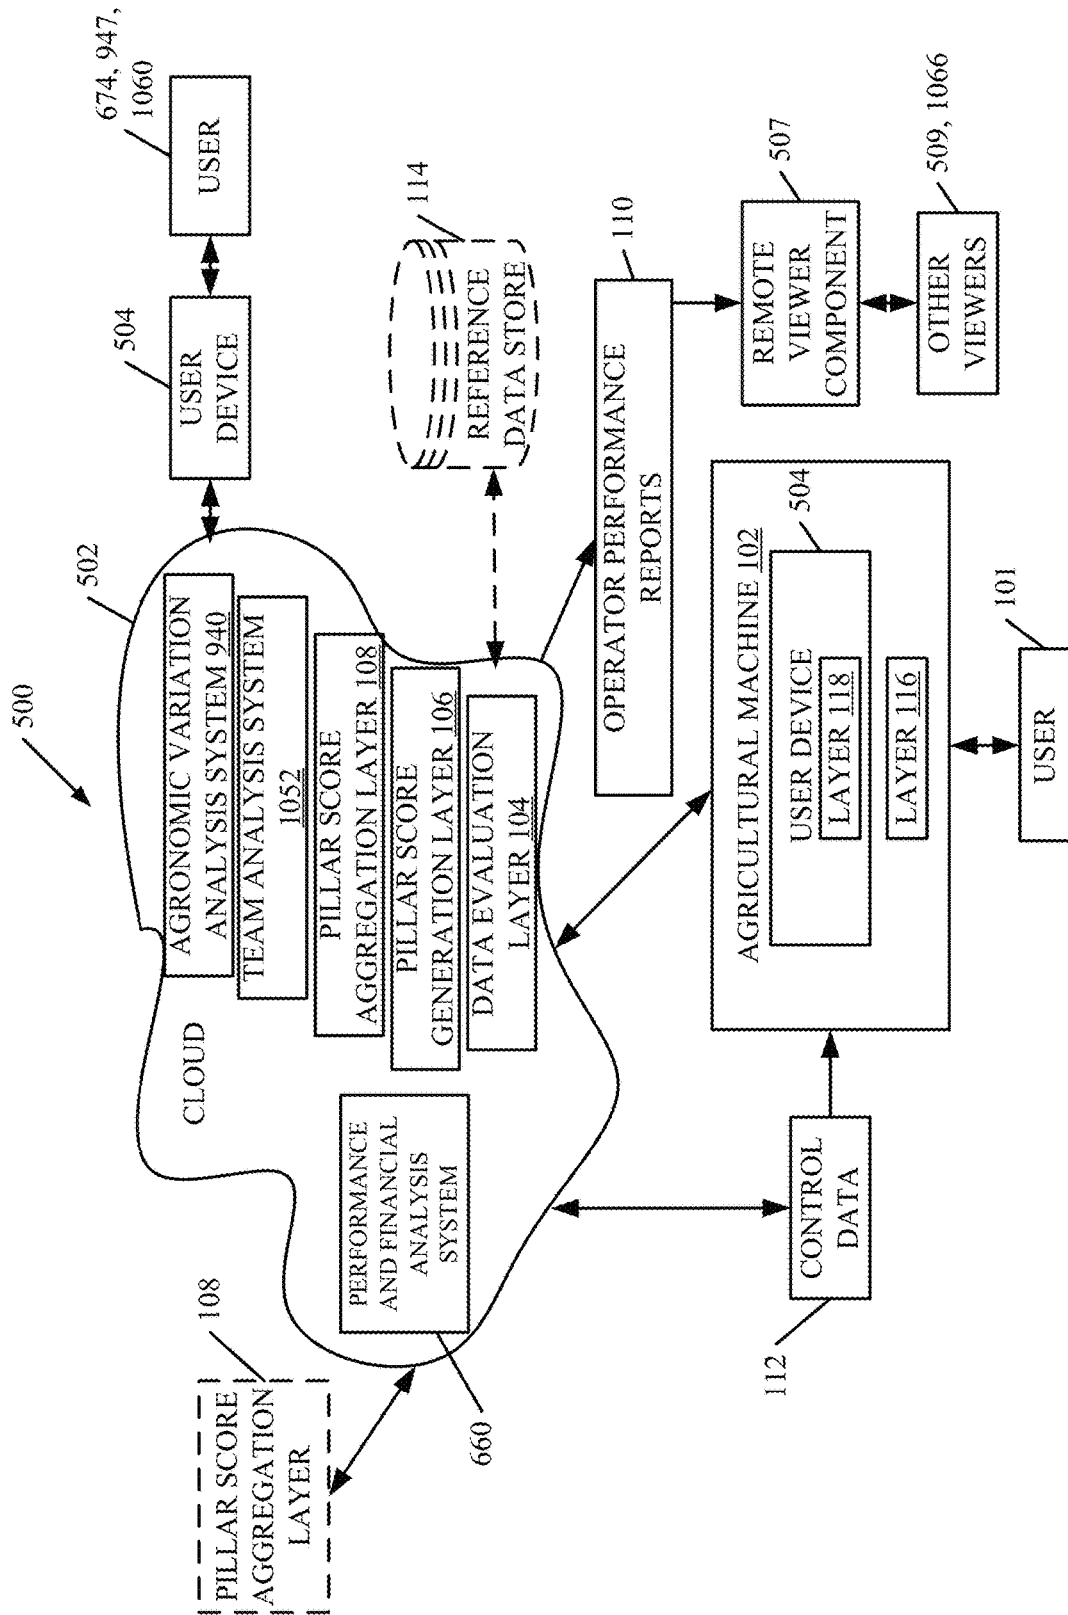 500
502
CLOUD
AGRONOMIC VARIATION
ANALYSIS SYSTEM 940
TEAM ANALYSIS SYSTEM
1052
PILLAR SCORE
AGGREGATION LAYER 108
PILLAR SCORE
GENERATION LAYER 106
DATA EVALUATION
LAYER 104
PERFORMANCE
AND FINANCIAL
ANALYSIS
SYSTEM
660
PILLAR SCORE
AGGREGATION
LAYER
108
504
USER
DEVICE
674, 947,
1060
USER
114
REFERENCE
DATA STORE
110
OPERATOR PERFORMANCE
REPORTS
507
REMOTE
VIEWER
COMPONENT
509, 1066
OTHER
VIEWERS
112
CONTROL
DATA
AGRICULTURAL MACHINE 102
504
USER DEVICE
LAYER 118
LAYER 116
101
USER